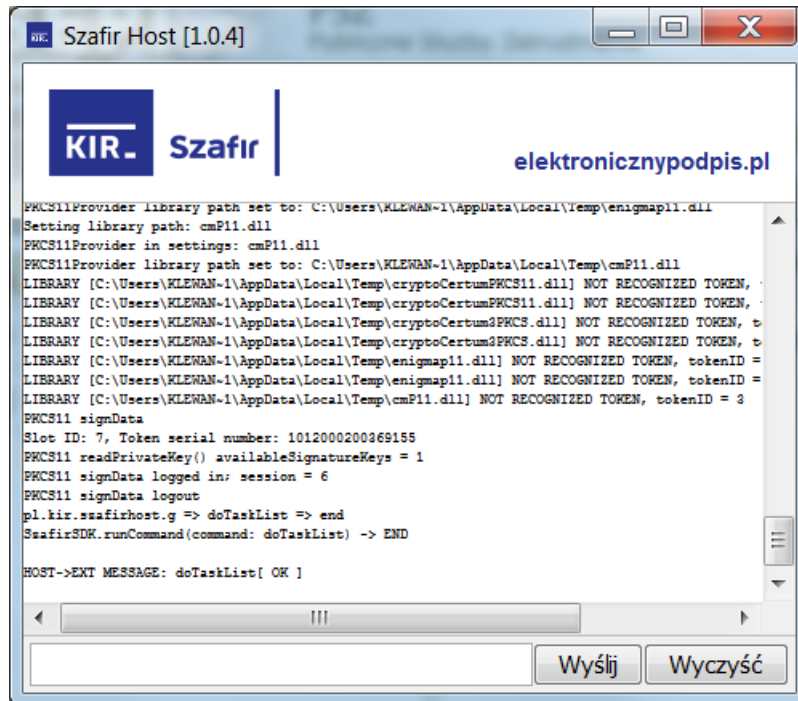 KIR. Szafir Host [1.0.4]
KIR. Szafir
elektronicznypodpis.pl
PKCS11Provider library path set to: C:\Users\KLEWAN~1\AppData\Local\Temp\enigmap11.dll
Setting library path: cmP11.dll
PKCS11Provider in settings: cmP11.dll
PKCS11Provider library path set to: C:\Users\KLEWAN~1\AppData\Local\Temp\cmP11.dll
LIBRARY [C:\Users\KLEWAN~1\AppData\Local\Temp\cryptoCertumPKCS11.dll] NOT RECOGNIZED TOKEN,
LIBRARY [C:\Users\KLEWAN~1\AppData\Local\Temp\cryptoCertumPKCS11.dll] NOT RECOGNIZED TOKEN,
LIBRARY [C:\Users\KLEWAN~1\AppData\Local\Temp\cryptoCertum3PKCS.dll] NOT RECOGNIZED TOKEN,
LIBRARY [C:\Users\KLEWAN~1\AppData\Local\Temp\cryptoCertum3PKCS.dll] NOT RECOGNIZED TOKEN,
LIBRARY [C:\Users\KLEWAN~1\AppData\Local\Temp\enigmap11.dll] NOT RECOGNIZED TOKEN, tokenID =
LIBRARY [C:\Users\KLEWAN~1\AppData\Local\Temp\enigmap11.dll] NOT RECOGNIZED TOKEN, tokenID =
LIBRARY [C:\Users\KLEWAN~1\AppData\Local\Temp\cmP11.dll] NOT RECOGNIZED TOKEN, tokenID = 3
PKCS11 signData
Slot ID: 7, Token serial number: 1012000200369155
PKCS11 readPrivateKey() availableSignatureKeys = 1
PKCS11 signData logged in; session = 6
PKCS11 signData logout
pl.kir.szafirhost.g => doTaskList => end
SzafirSDK.runCommand(command: doTaskList) -> END
HOST->EXT MESSAGE: doTaskList[ OK ]
Wyślij Wyczyść